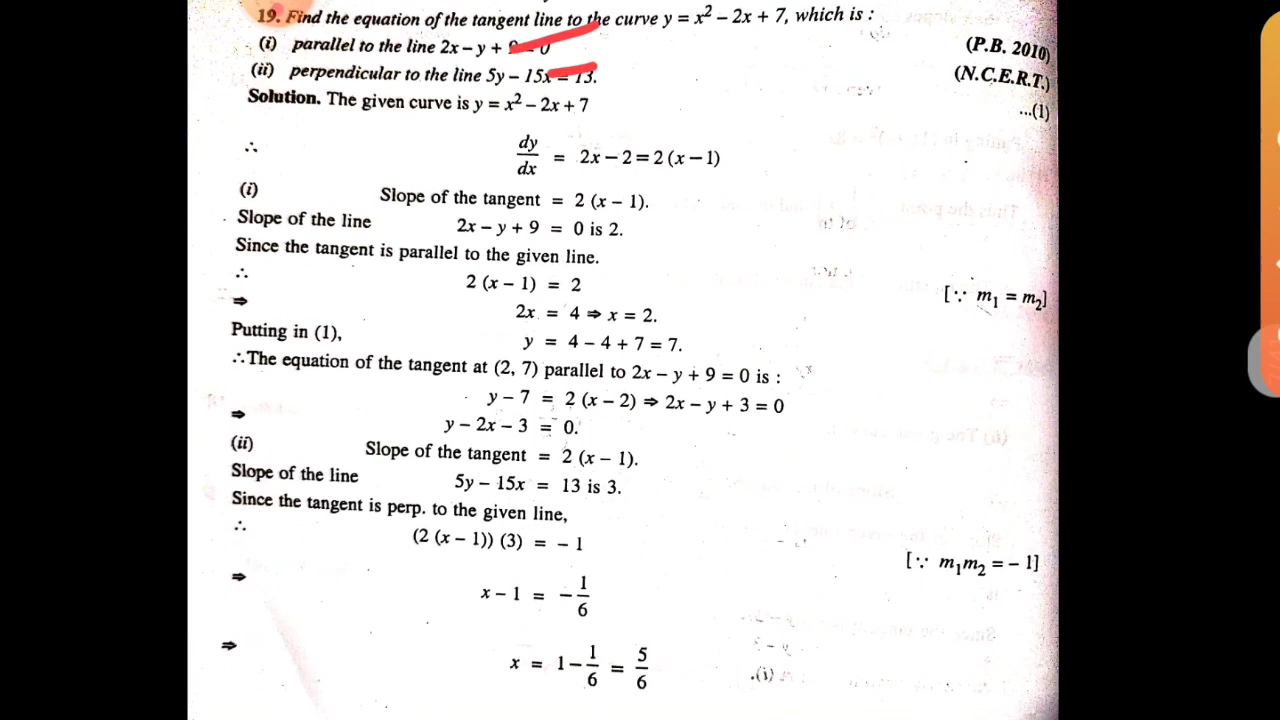 19. Find the equation of the tangent line to the curve y = x² – 2x + 7, which is :
(i) parallel to the line 2x – y + 9 = 0
(P.B. 2010)
(ii) perpendicular to the line 5y – 15x = 13.
(N.C.E.R.T.)
Solution. The given curve is y = x² – 2x + 7
...(1)
∴ dy/dx = 2x – 2 = 2 (x – 1)
(i) Slope of the tangent = 2 (x – 1).
Slope of the line 2x – y + 9 = 0 is 2.
Since the tangent is parallel to the given line.
∴ 2 (x – 1) = 2 [∵ m₁ = m₂]
⇒ 2x = 4 ⇒ x = 2.
Putting in (1), y = 4 – 4 + 7 = 7.
∴ The equation of the tangent at (2, 7) parallel to 2x – y + 9 = 0 is :
y – 7 = 2 (x – 2) ⇒ 2x – y + 3 = 0
⇒ y – 2x – 3 = 0.
(ii) Slope of the tangent = 2 (x – 1).
Slope of the line 5y – 15x = 13 is 3.
Since the tangent is perp. to the given line,
∴ (2 (x – 1)) (3) = – 1 [∵ m₁m₂ = – 1]
⇒ x – 1 = – 1/6
⇒ x = 1 – 1/6 = 5/6